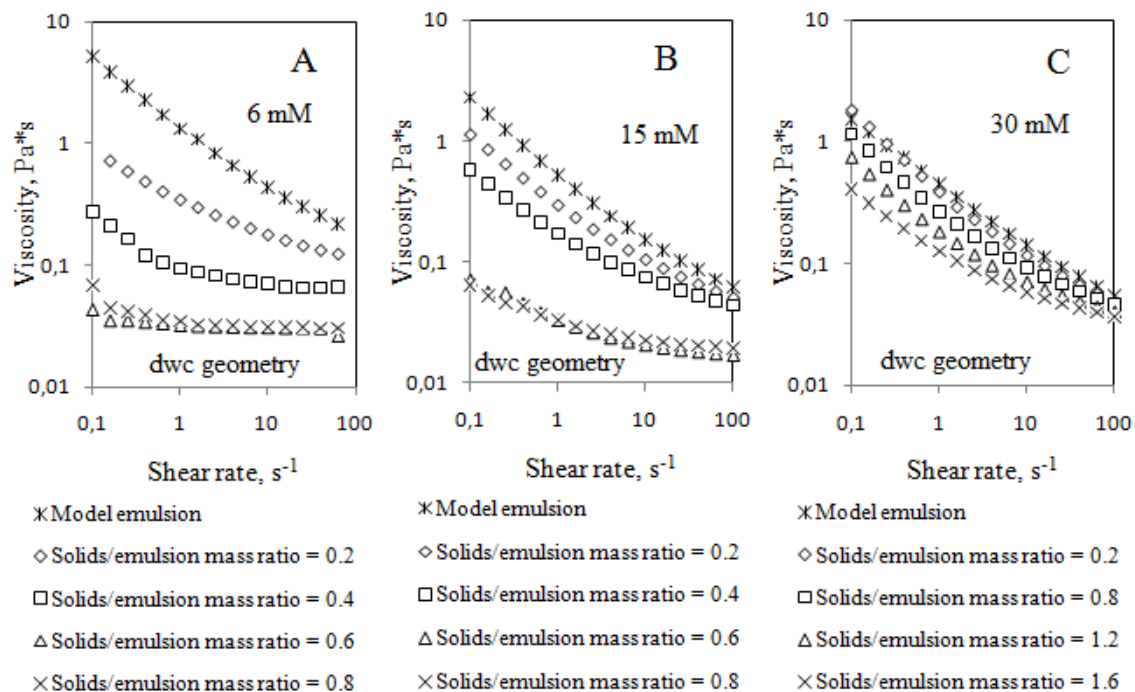 10
1
0,1
0,01
Viscosity, Pa*s
A
6 mM
dwc geometry
0,1 1 10 100
Shear rate, s-1
Model emulsion
Solids/emulsion mass ratio = 0.2
Solids/emulsion mass ratio = 0.4
Solids/emulsion mass ratio = 0.6
Solids/emulsion mass ratio = 0.8
10
1
0,1
0,01
Viscosity, Pa*s
B
15 mM
dwc geometry
0,1 1 10 100
Shear rate, s-1
Model emulsion
Solids/emulsion mass ratio = 0.2
Solids/emulsion mass ratio = 0.4
Solids/emulsion mass ratio = 0.6
Solids/emulsion mass ratio = 0.8
10
1
0,1
0,01
Viscosity, Pa*s
C
30 mM
dwc geometry
0,1 1 10 100
Shear rate, s-1
Model emulsion
Solids/emulsion mass ratio = 0.2
Solids/emulsion mass ratio = 0.8
Solids/emulsion mass ratio = 1.2
Solids/emulsion mass ratio = 1.6